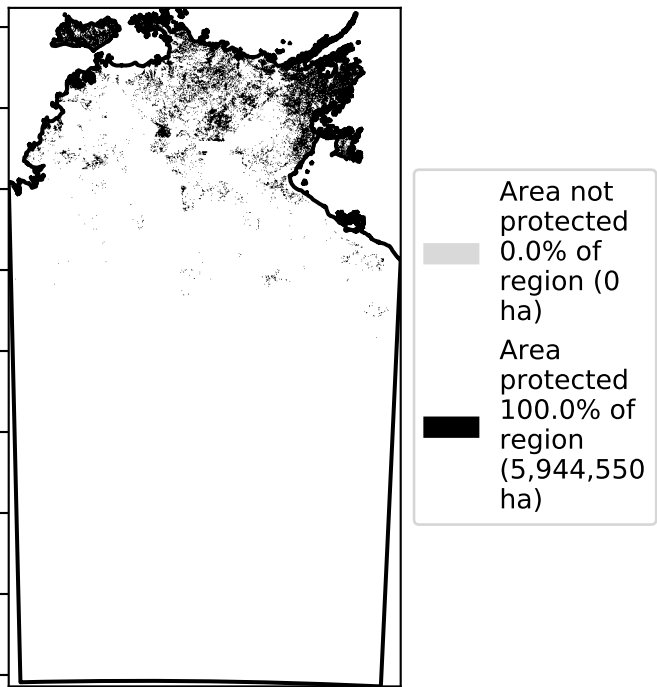 Area not
protected
0.0% of
region (0
ha)
Area
protected
100.0% of
region
(5,944,550
ha)